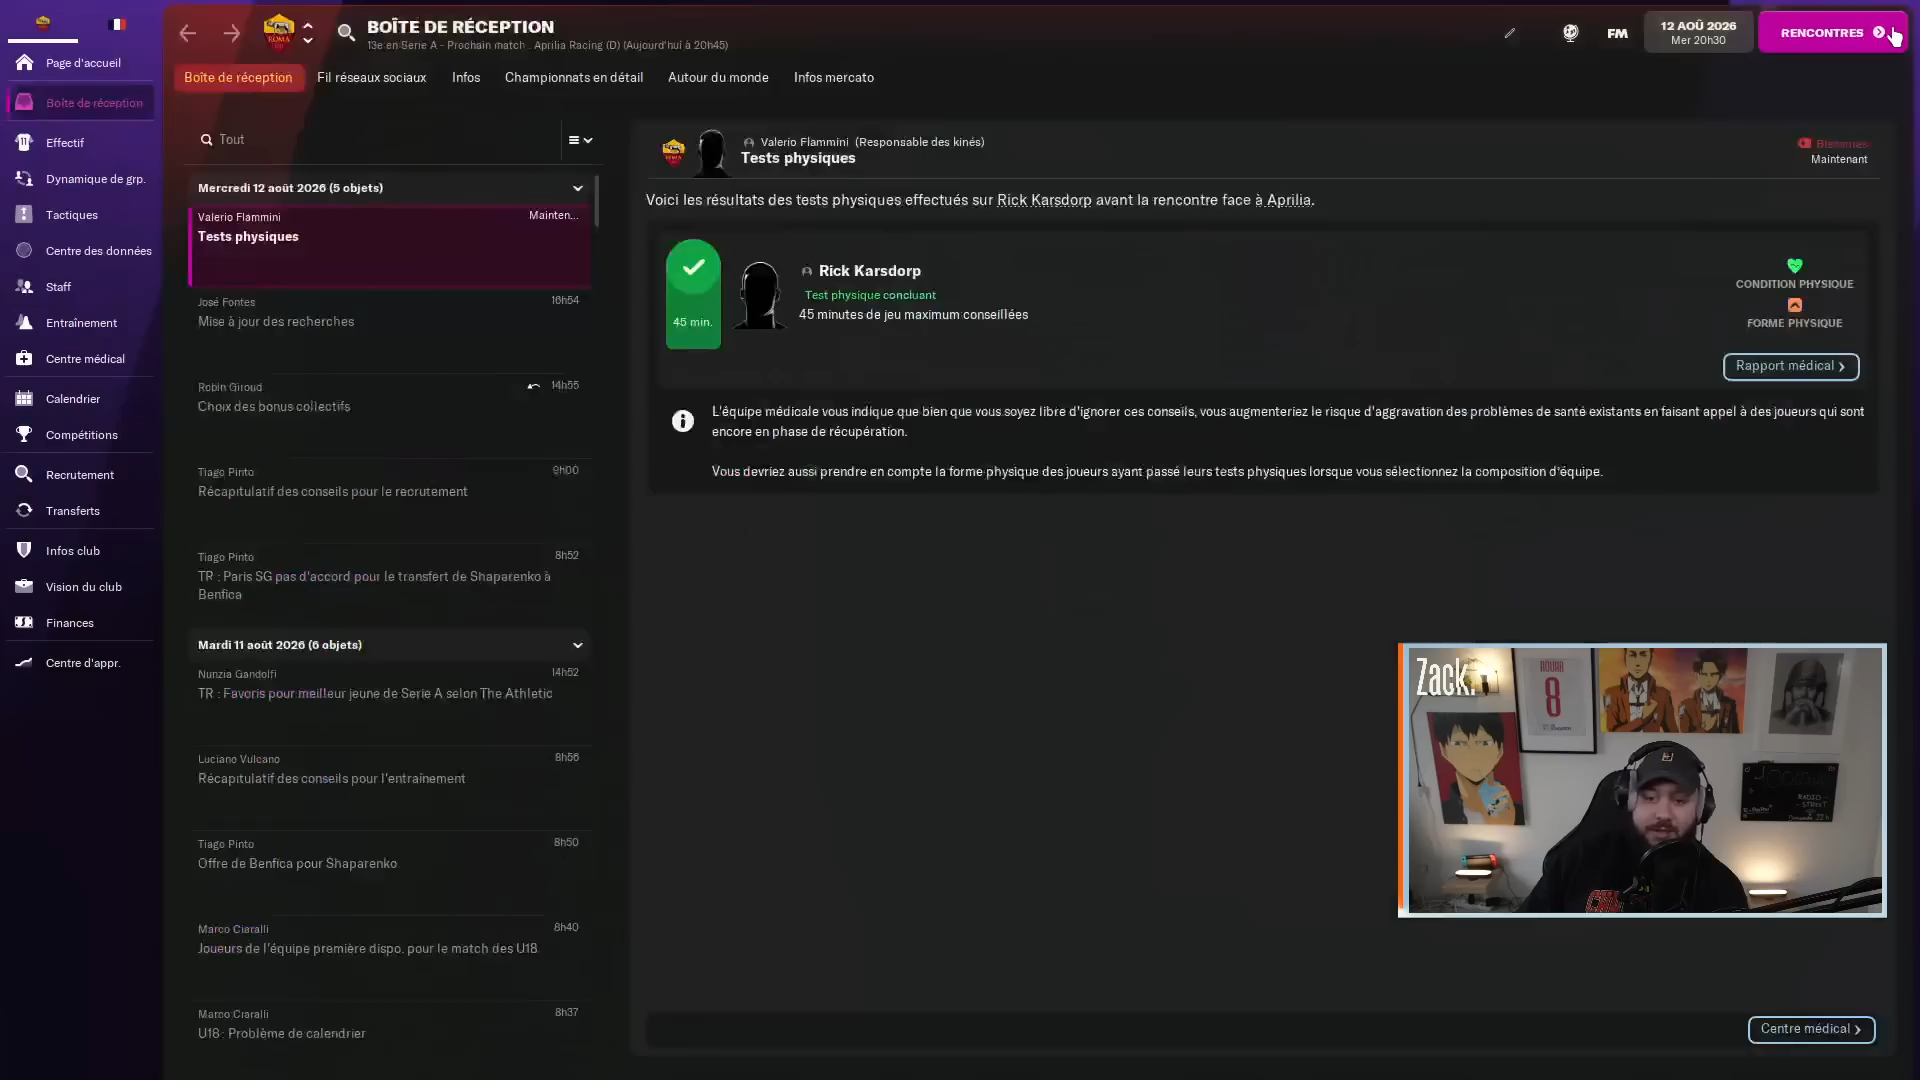 BOÎTE DE RÉCEPTION
13e en Serie A - Prochain match : Aprilia Racing (D) (Aujourd'hui à 20h45)
FM
12 AOÛ 2026
Mer 20h30
RENCONTRES
Boîte de réception
Fil réseaux sociaux
Infos
Championnats en détail
Autour du monde
Infos mercato
Page d'accueil
Boîte de réception
Effectif
Dynamique de grp.
Tactiques
Centre des données
Staff
Entraînement
Centre médical
Calendrier
Compétitions
Recrutement
Transferts
Infos club
Vision du club
Finances
Centre d'appr.
Tout
Mercredi 12 août 2026 (5 objets)
Valerio Flammini Mainten...
Tests physiques
José Fontes 16h54
Mise à jour des recherches
Robin Giroud 14h55
Choix des bonus collectifs
Tiago Pinto 9h00
Récapitulatif des conseils pour le recrutement
Tiago Pinto 8h52
TR : Paris SG pas d'accord pour le transfert de Shaparenko à
Benfica
Mardi 11 août 2026 (6 objets)
Nunzia Gandolfi 14h52
TR : Favoris pour meilleur jeune de Serie A selon The Athletic
Luciano Vulcano 8h56
Récapitulatif des conseils pour l'entraînement
Tiago Pinto 8h50
Offre de Benfica pour Shaparenko
Marco Ciaralli 8h40
Joueurs de l'équipe première dispo. pour le match des U18
Marco Ciaralli 8h37
U18 : Problème de calendrier
Valerio Flammini (Responsable des kinés)
Tests physiques
Blessures
Maintenant
Voici les résultats des tests physiques effectués sur Rick Karsdorp avant la rencontre face à Aprilia.
45 min.
Rick Karsdorp
Test physique concluant
45 minutes de jeu maximum conseillées
CONDITION PHYSIQUE
FORME PHYSIQUE
Rapport médical
L'équipe médicale vous indique que bien que vous soyez libre d'ignorer ces conseils, vous augmenteriez le risque d'aggravation des problèmes de santé existants en faisant appel à des joueurs qui sont
encore en phase de récupération.
Vous devriez aussi prendre en compte la forme physique des joueurs ayant passé leurs tests physiques lorsque vous sélectionnez la composition d'équipe.
Zack.
AOUAR
8
RADIO
STREET
Centre médical